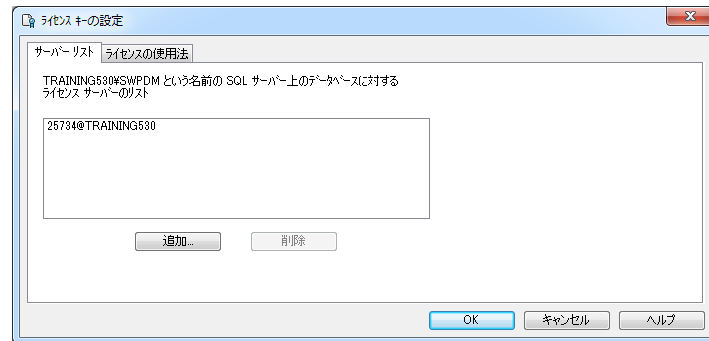 ﾗｲｾﾝｽ ｷｰの設定
ｻｰﾊﾞｰ ﾘｽﾄ
ﾗｲｾﾝｽの使用法
TRAINING530¥SWPDM という名前の SQL ｻｰﾊﾞｰ上のﾃﾞｰﾀﾍﾞｰｽに対する
ﾗｲｾﾝｽ ｻｰﾊﾞｰのﾘｽﾄ
25734@TRAINING530
追加...
削除
OK
ｷｬﾝｾﾙ
ﾍﾙﾌﾟ